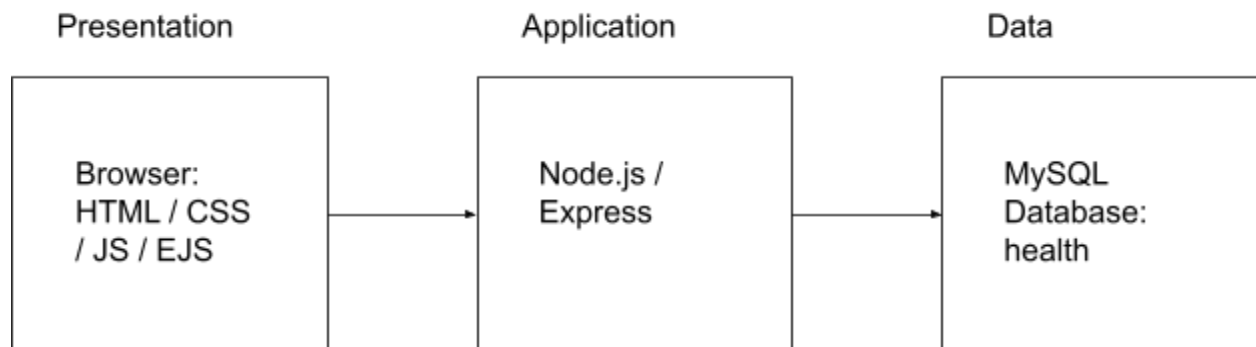 Presentation
Application
Data
Browser:
HTML / CSS
/ JS / EJS
Node.js /
Express
MySQL
Database:
health